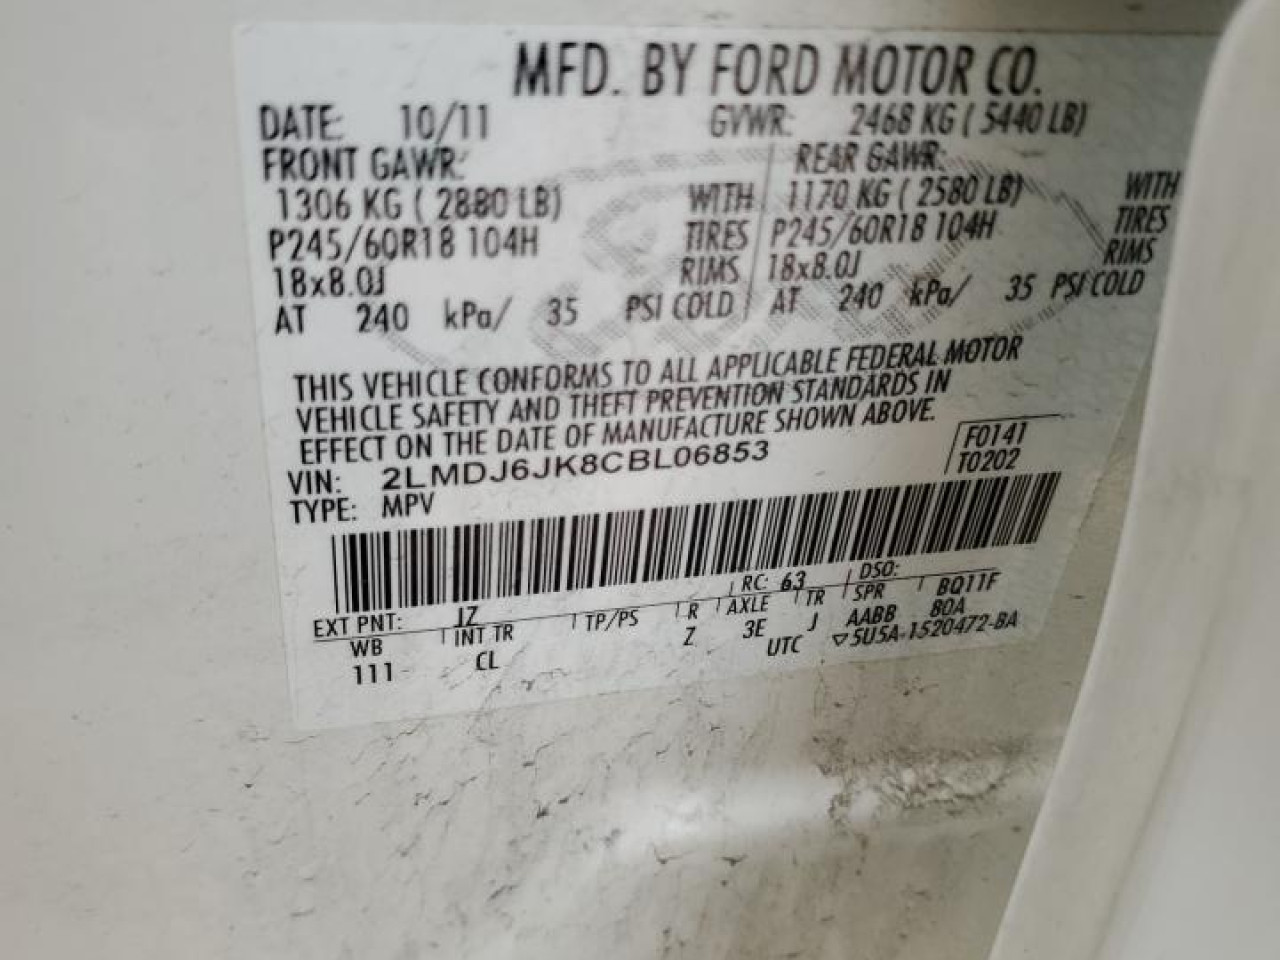 MFD. BY FORD MOTOR CO.
DATE: 10/11 GVWR: 2468 KG ( 5440 LB)
FRONT GAWR: REAR GAWR:
1306 KG ( 2880 LB) WITH 1170 KG ( 2580 LB) WITH
P245/60R18 104H TIRES P245/60R18 104H TIRES
18x8.0J RIMS 18x8.0J RIMS
AT 240 kPa/ 35 PSI COLD AT 240 kPa/ 35 PSI COLD
THIS VEHICLE CONFORMS TO ALL APPLICABLE FEDERAL MOTOR
VEHICLE SAFETY AND THEFT PREVENTION STANDARDS IN
EFFECT ON THE DATE OF MANUFACTURE SHOWN ABOVE.
VIN: 2LMDJ6JK8CBL06853 F0141
TYPE: MPV T0202
EXT PNT: JZ RC: 63 DSO:
WB INT TR TP/PS R AXLE TR SPR BQ11F
111 CL Z 3E J AABB 80A
UTC 5U5A-1520472-BA